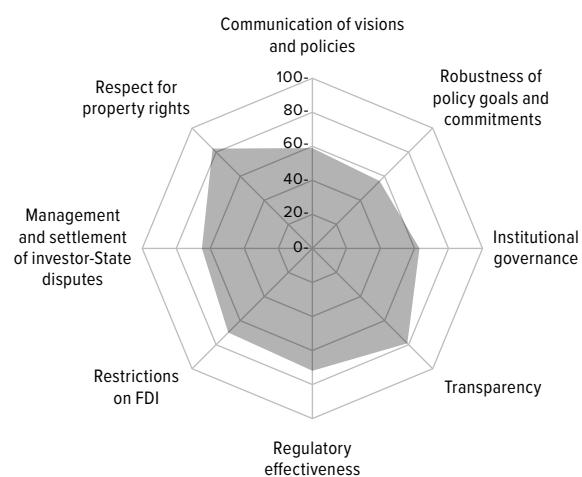 Communication of visions
and policies
Robustness of
policy goals and
commitments
Institutional
governance
Transparency
Regulatory
effectiveness
Restrictions
on FDI
Management
and settlement
of investor-State
disputes
Respect for
property rights
100-
80-
60-
40-
20-
0-